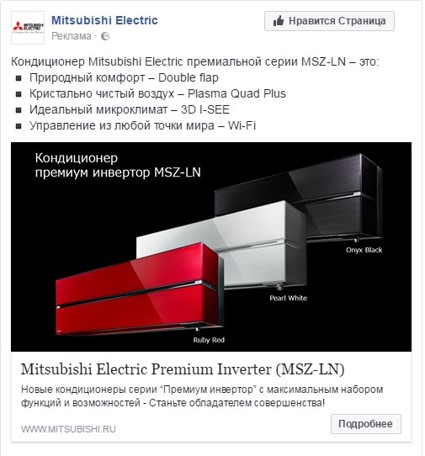 Mitsubishi Electric
Нравится Страница
Реклама ·
Кондиционер Mitsubishi Electric премиальной серии MSZ-LN – это:
Природный комфорт – Double flap
Кристально чистый воздух – Plasma Quad Plus
Идеальный микроклимат – 3D I-SEE
Управление из любой точки мира – Wi-Fi
Кондиционер
премиум инвертор MSZ-LN
Onyx Black
Pearl White
Ruby Red
Mitsubishi Electric Premium Inverter (MSZ-LN)
Новые кондиционеры серии “Премиум инвертор” с максимальным набором
функций и возможностей - Станьте обладателем совершенства!
WWW.MITSUBISHI.RU
Подробнее